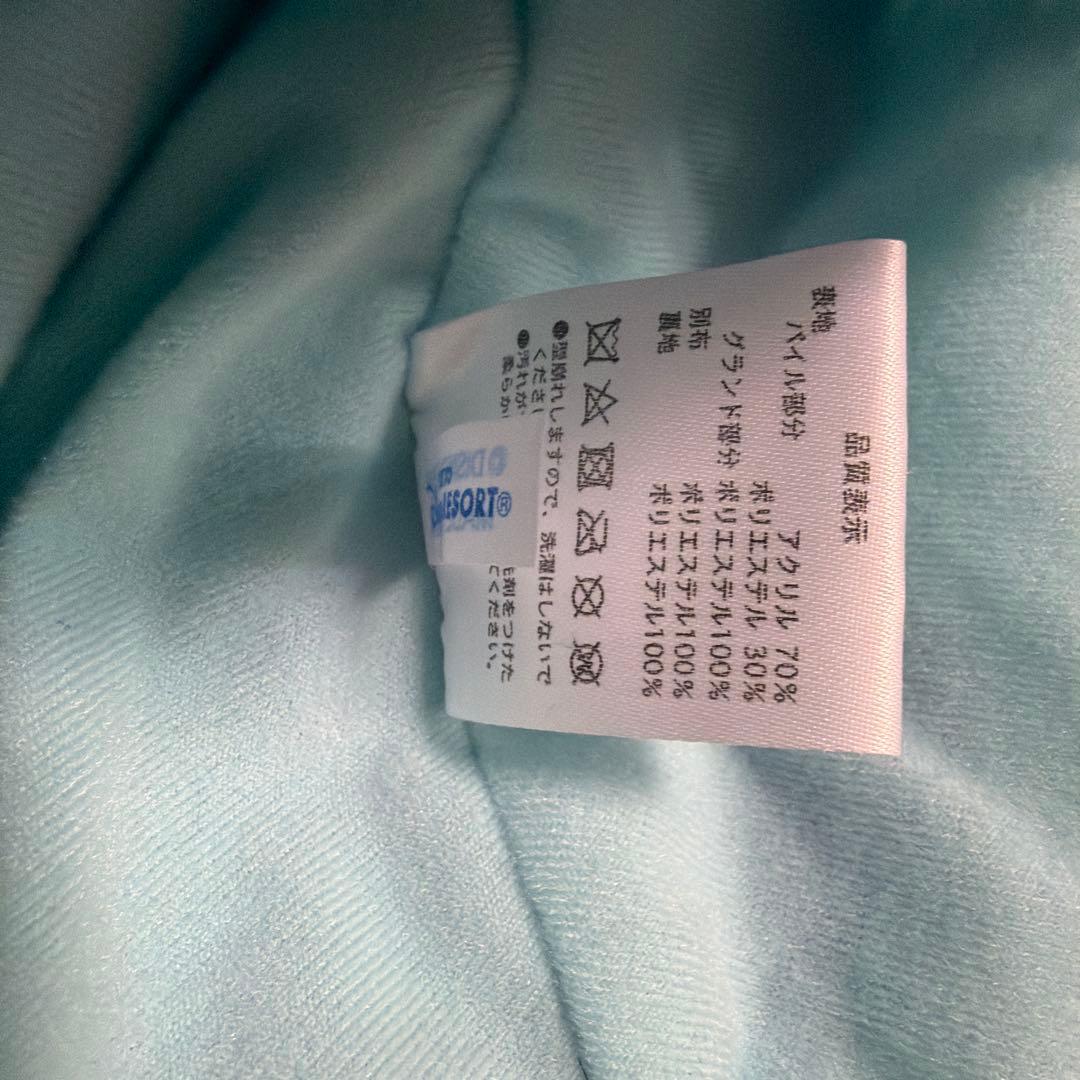 品質表示
表地
パイル部分 アクリル 70%
ポリエステル 30%
グランド部分 ポリエステル100%
別布 ポリエステル100%
裏地 ポリエステル100%
●型崩れしますので、洗濯はしないで
くださ
●汚れが
柔らか
剤をつけた
てください。
© DIS
RESORT®